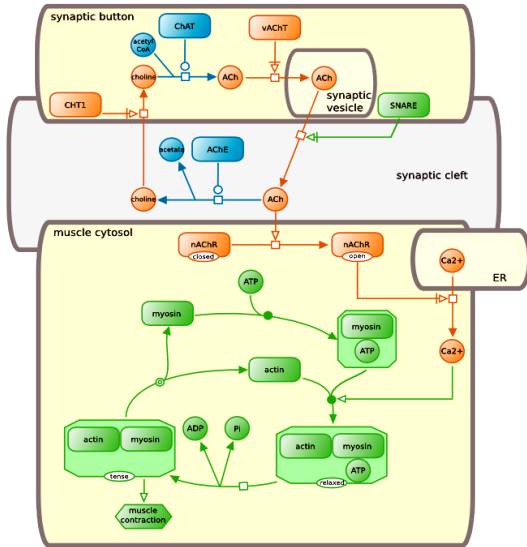 synaptic button
ChAT
vAChT
acetyl
CoA
choline
ACh
ACh
synaptic
vesicle
CHT1
SNARE
acetate
AChE
synaptic cleft
choline
ACh
muscle cytosol
nAChR
closed
nAChR
open
Ca2+
ER
ATP
myosin
myosin
ATP
Ca2+
actin
actin
myosin
tense
ADP
Pi
actin
myosin
ATP
relaxed
muscle
contraction